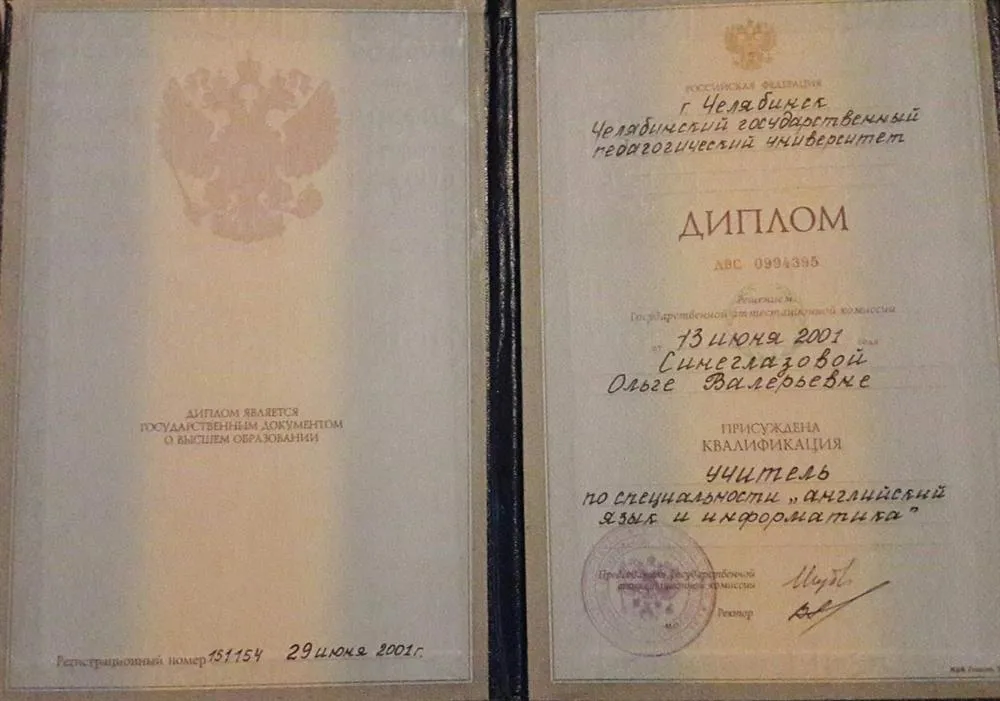 ДИПЛОМ ЯВЛЯЕТСЯ
ГОСУДАРСТВЕННЫМ ДОКУМЕНТОМ
О ВЫСШЕМ ОБРАЗОВАНИИ
Регистрационный номер 151154 29 июня 2001г.
РОССИЙСКАЯ ФЕДЕРАЦИЯ
г Челябинск
Челябинский государственный
педагогический университет
ДИПЛОМ
АВС 0994395
Решением
Государственной аттестационной комиссии
от 13 июня 2001 года
Синеглазовой
Ольге Валерьевне
ПРИСУЖДЕНА
КВАЛИФИКАЦИЯ
учитель
по специальности „английский
язык и информатика"
Председатель Государственной
аттестационной комиссии
Ректор
М.П.